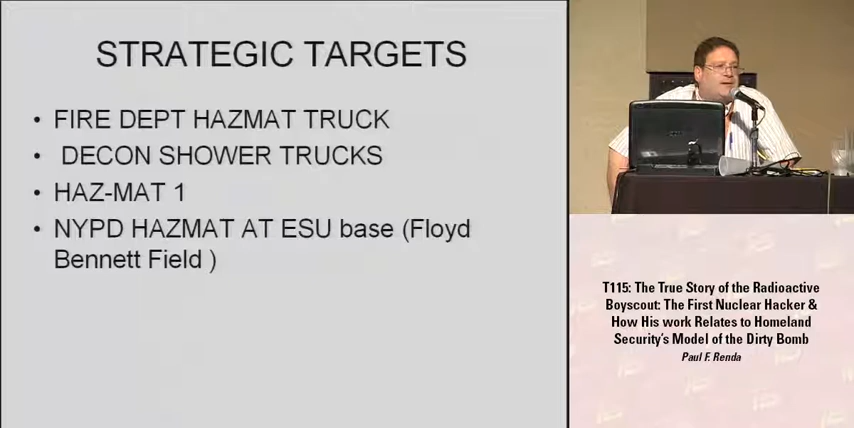 STRATEGIC TARGETS
• FIRE DEPT HAZMAT TRUCK
• DECON SHOWER TRUCKS
• HAZ-MAT 1
• NYPD HAZMAT AT ESU base (Floyd
Bennett Field )
T115: The True Story of the Radioactive
Boyscout: The First Nuclear Hacker &
How His work Relates to Homeland
Security's Model of the Dirty Bomb
Paul F. Renda